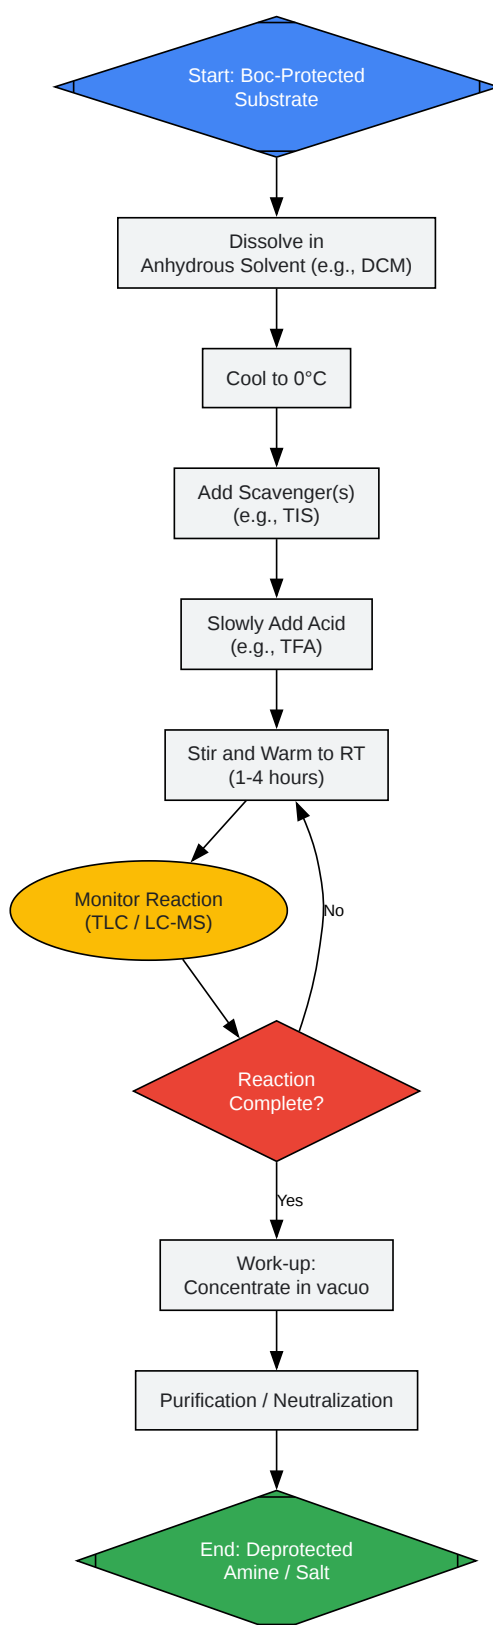 Start: Boc-Protected
Substrate
Dissolve in
Anhydrous Solvent (e.g., DCM)
Cool to 0°C
Add Scavenger(s)
(e.g., TIS)
Slowly Add Acid
(e.g., TFA)
Stir and Warm to RT
(1-4 hours)
Monitor Reaction
(TLC / LC-MS)
No
Reaction
Complete?
Yes
Work-up:
Concentrate in vacuo
Purification / Neutralization
End: Deprotected
Amine / Salt